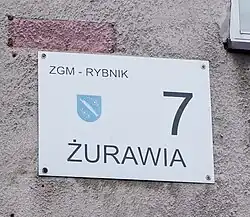 ZGM - RYBNIK
7
ŻURAWIA